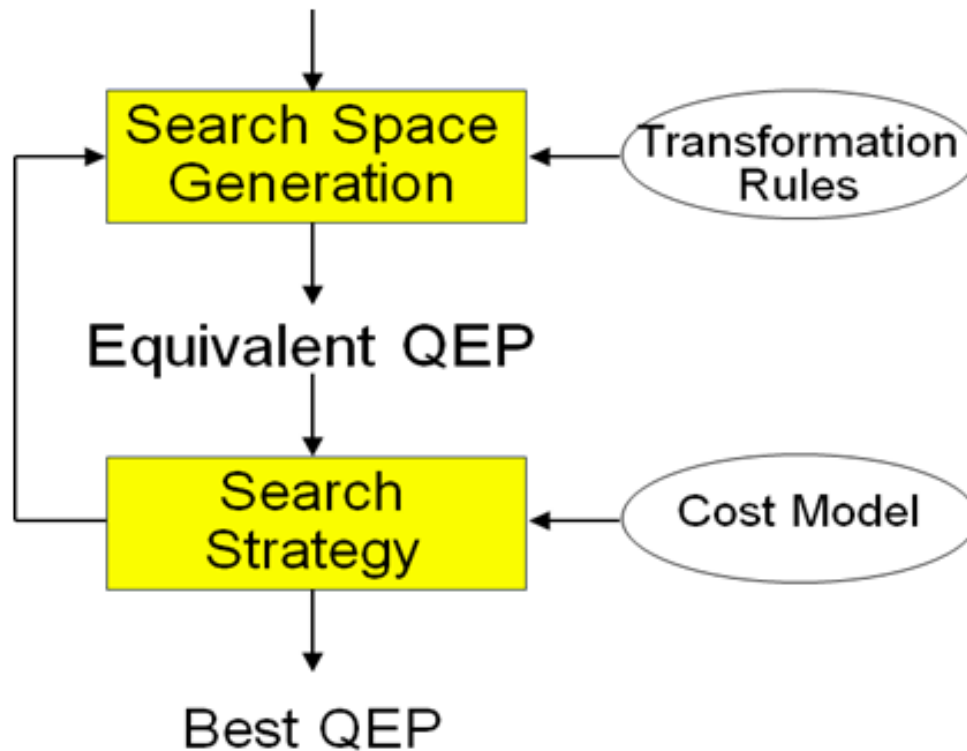 Search Space
Generation
Transformation
Rules
Equivalent QEP
Search
Strategy
Cost Model
Best QEP